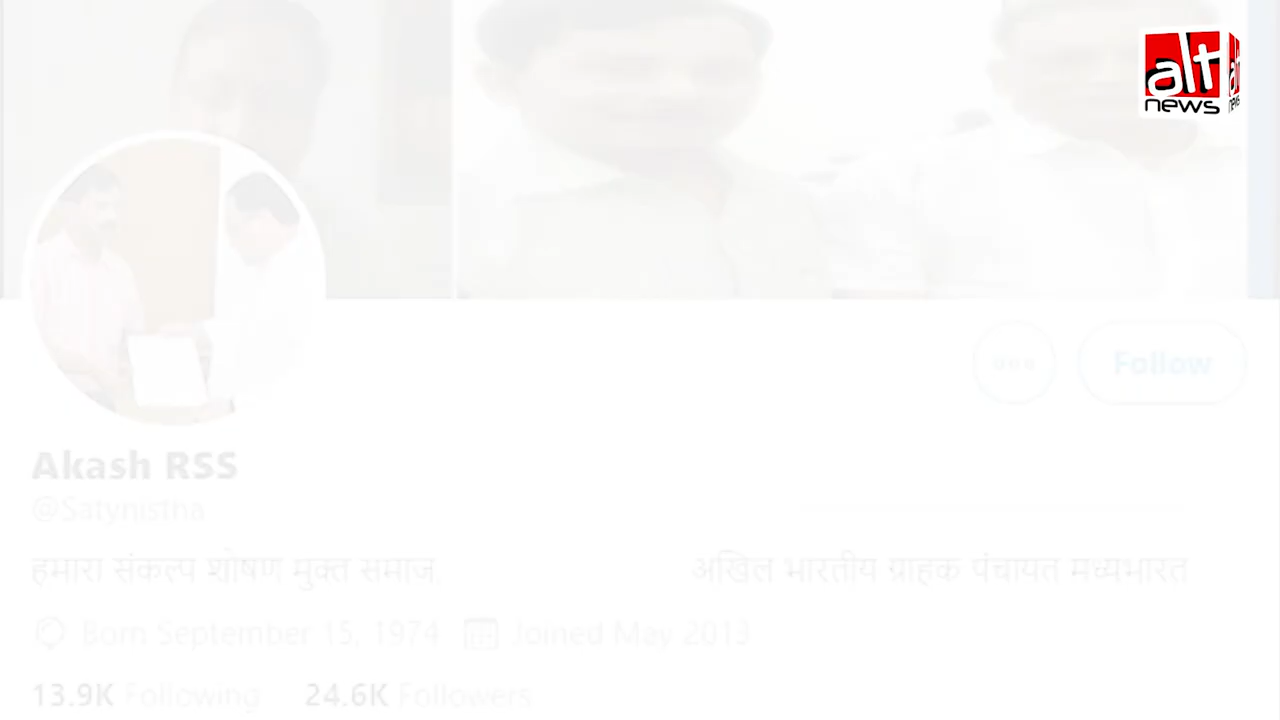 alt
news
Follow
Akash RSS
@Satynistha
हमारा संकल्प शोषण मुक्त समाज, अखिल भारतीय ग्राहक पंचायत मध्यभारत
Born September 15, 1974 Joined May 2013
13.9K Following 24.6K Followers